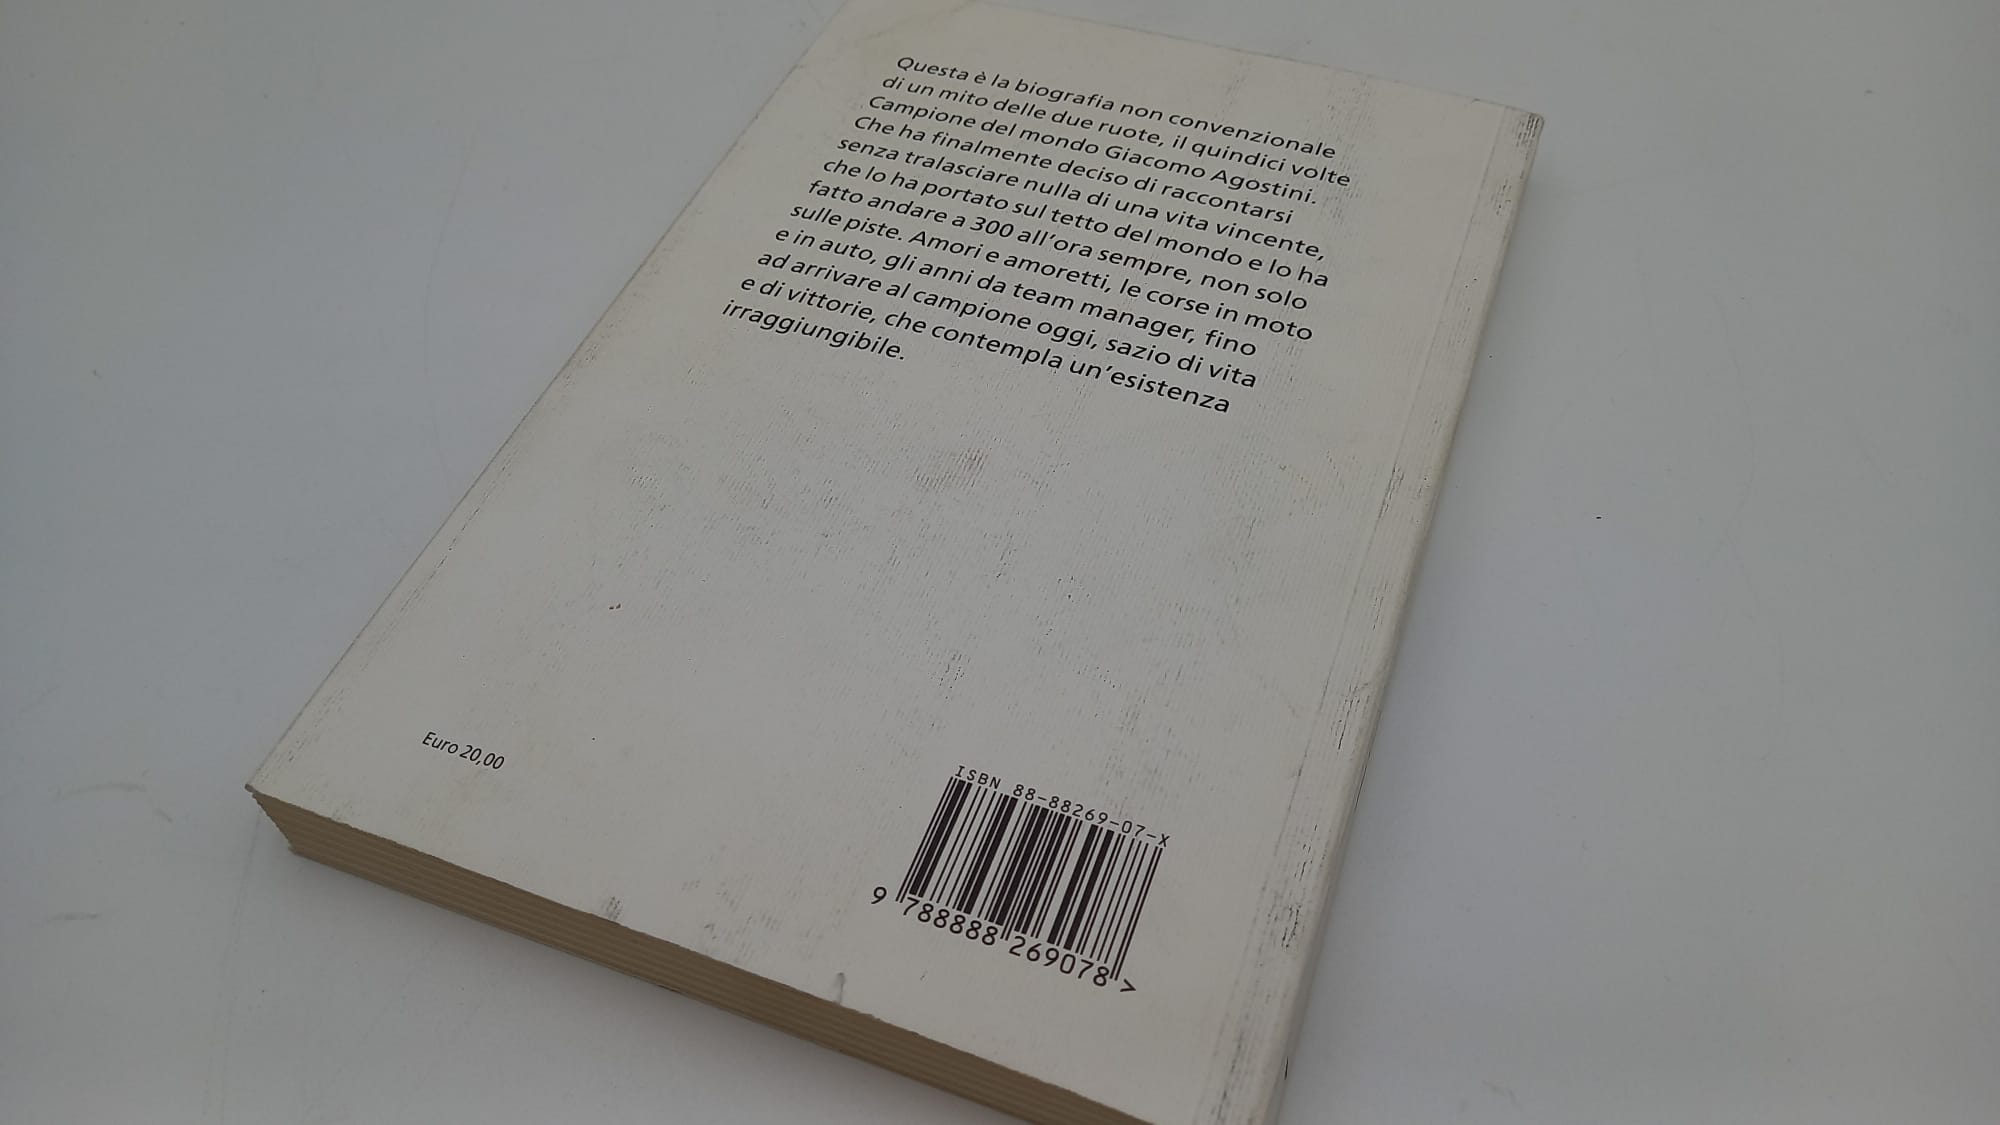 Questa è la biografia non convenzionale
di un mito delle due ruote, il quindici volte
Campione del mondo Giacomo Agostini.
Che ha finalmente deciso di raccontarsi
senza tralasciare nulla di una vita vincente,
che lo ha portato sul tetto del mondo e lo ha
fatto andare a 300 all'ora sempre, non solo
sulle piste. Amori e amoretti, le corse in moto
e in auto, gli anni da team manager, fino
ad arrivare al campione oggi, sazio di vita
e di vittorie, che contempla un'esistenza
irraggiungibile.
Euro 20,00
ISBN 88-88269-07-X
9 788888 269078 >